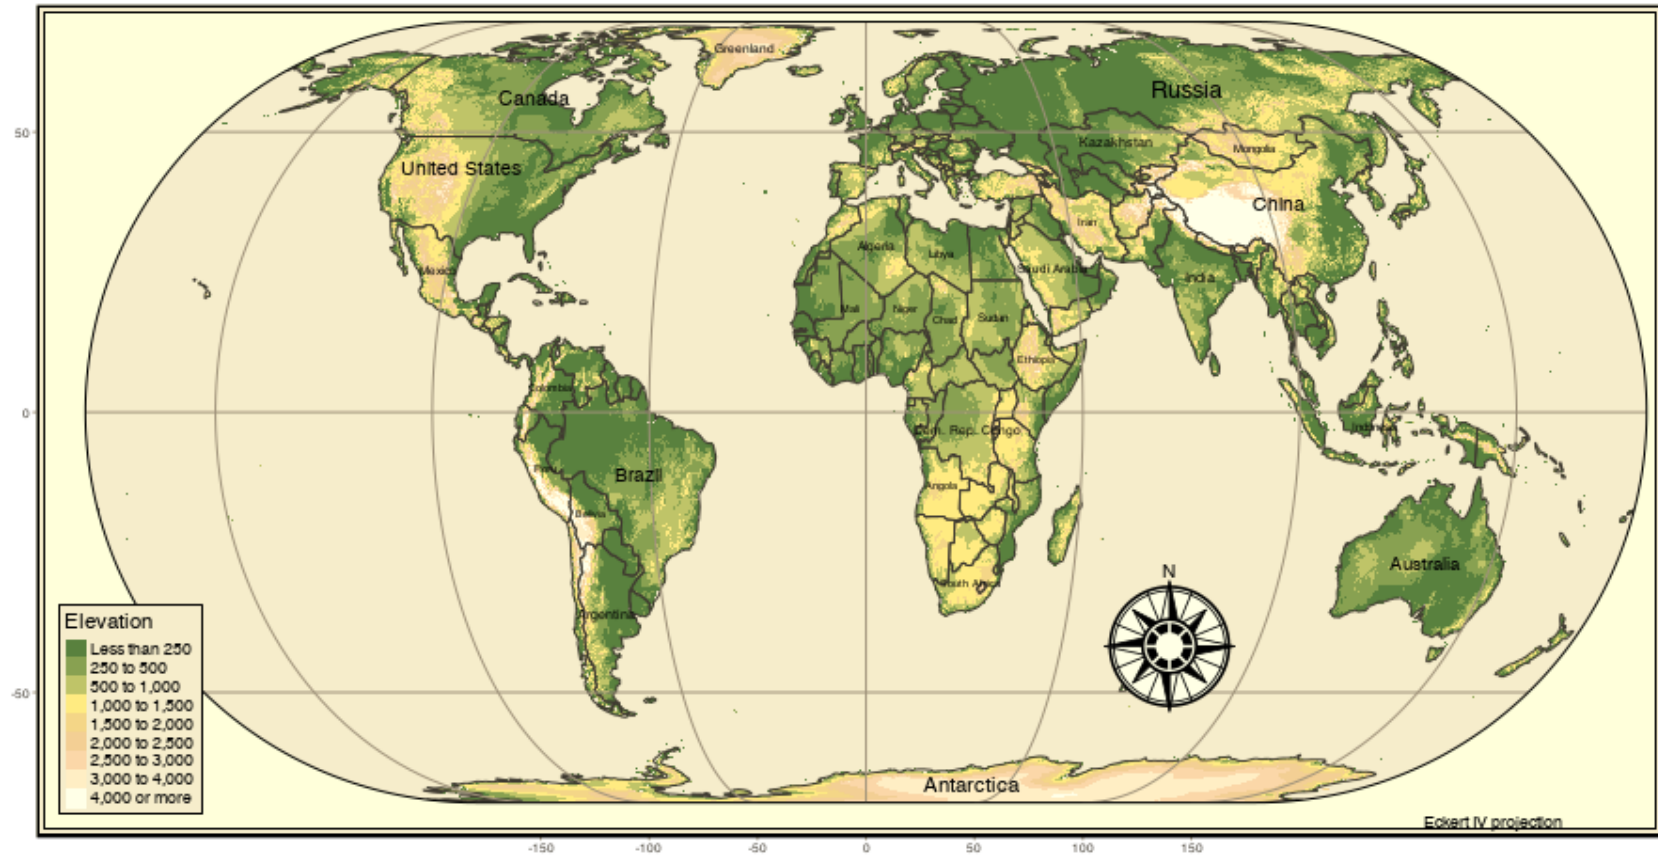 Greenland
Canada
Russia
50
Kazakhstan
Mongolia
United States
China
Iran
Algeria
Libya
Mexico
Saudi Arabia
India
Mali
Niger
Chad
Sudan
Ethiopia
Colombia
0
Dem. Rep. Congo
Indonesia
Peru
Brazil
Angola
Bolivia
Australia
N
South Africa
Argentina
Elevation
Less than 250
250 to 500
500 to 1,000
1,000 to 1,500
1,500 to 2,000
2,000 to 2,500
2,500 to 3,000
3,000 to 4,000
4,000 or more
-50
Antarctica
Eckert IV projection
-150
-100
-50
0
50
100
150